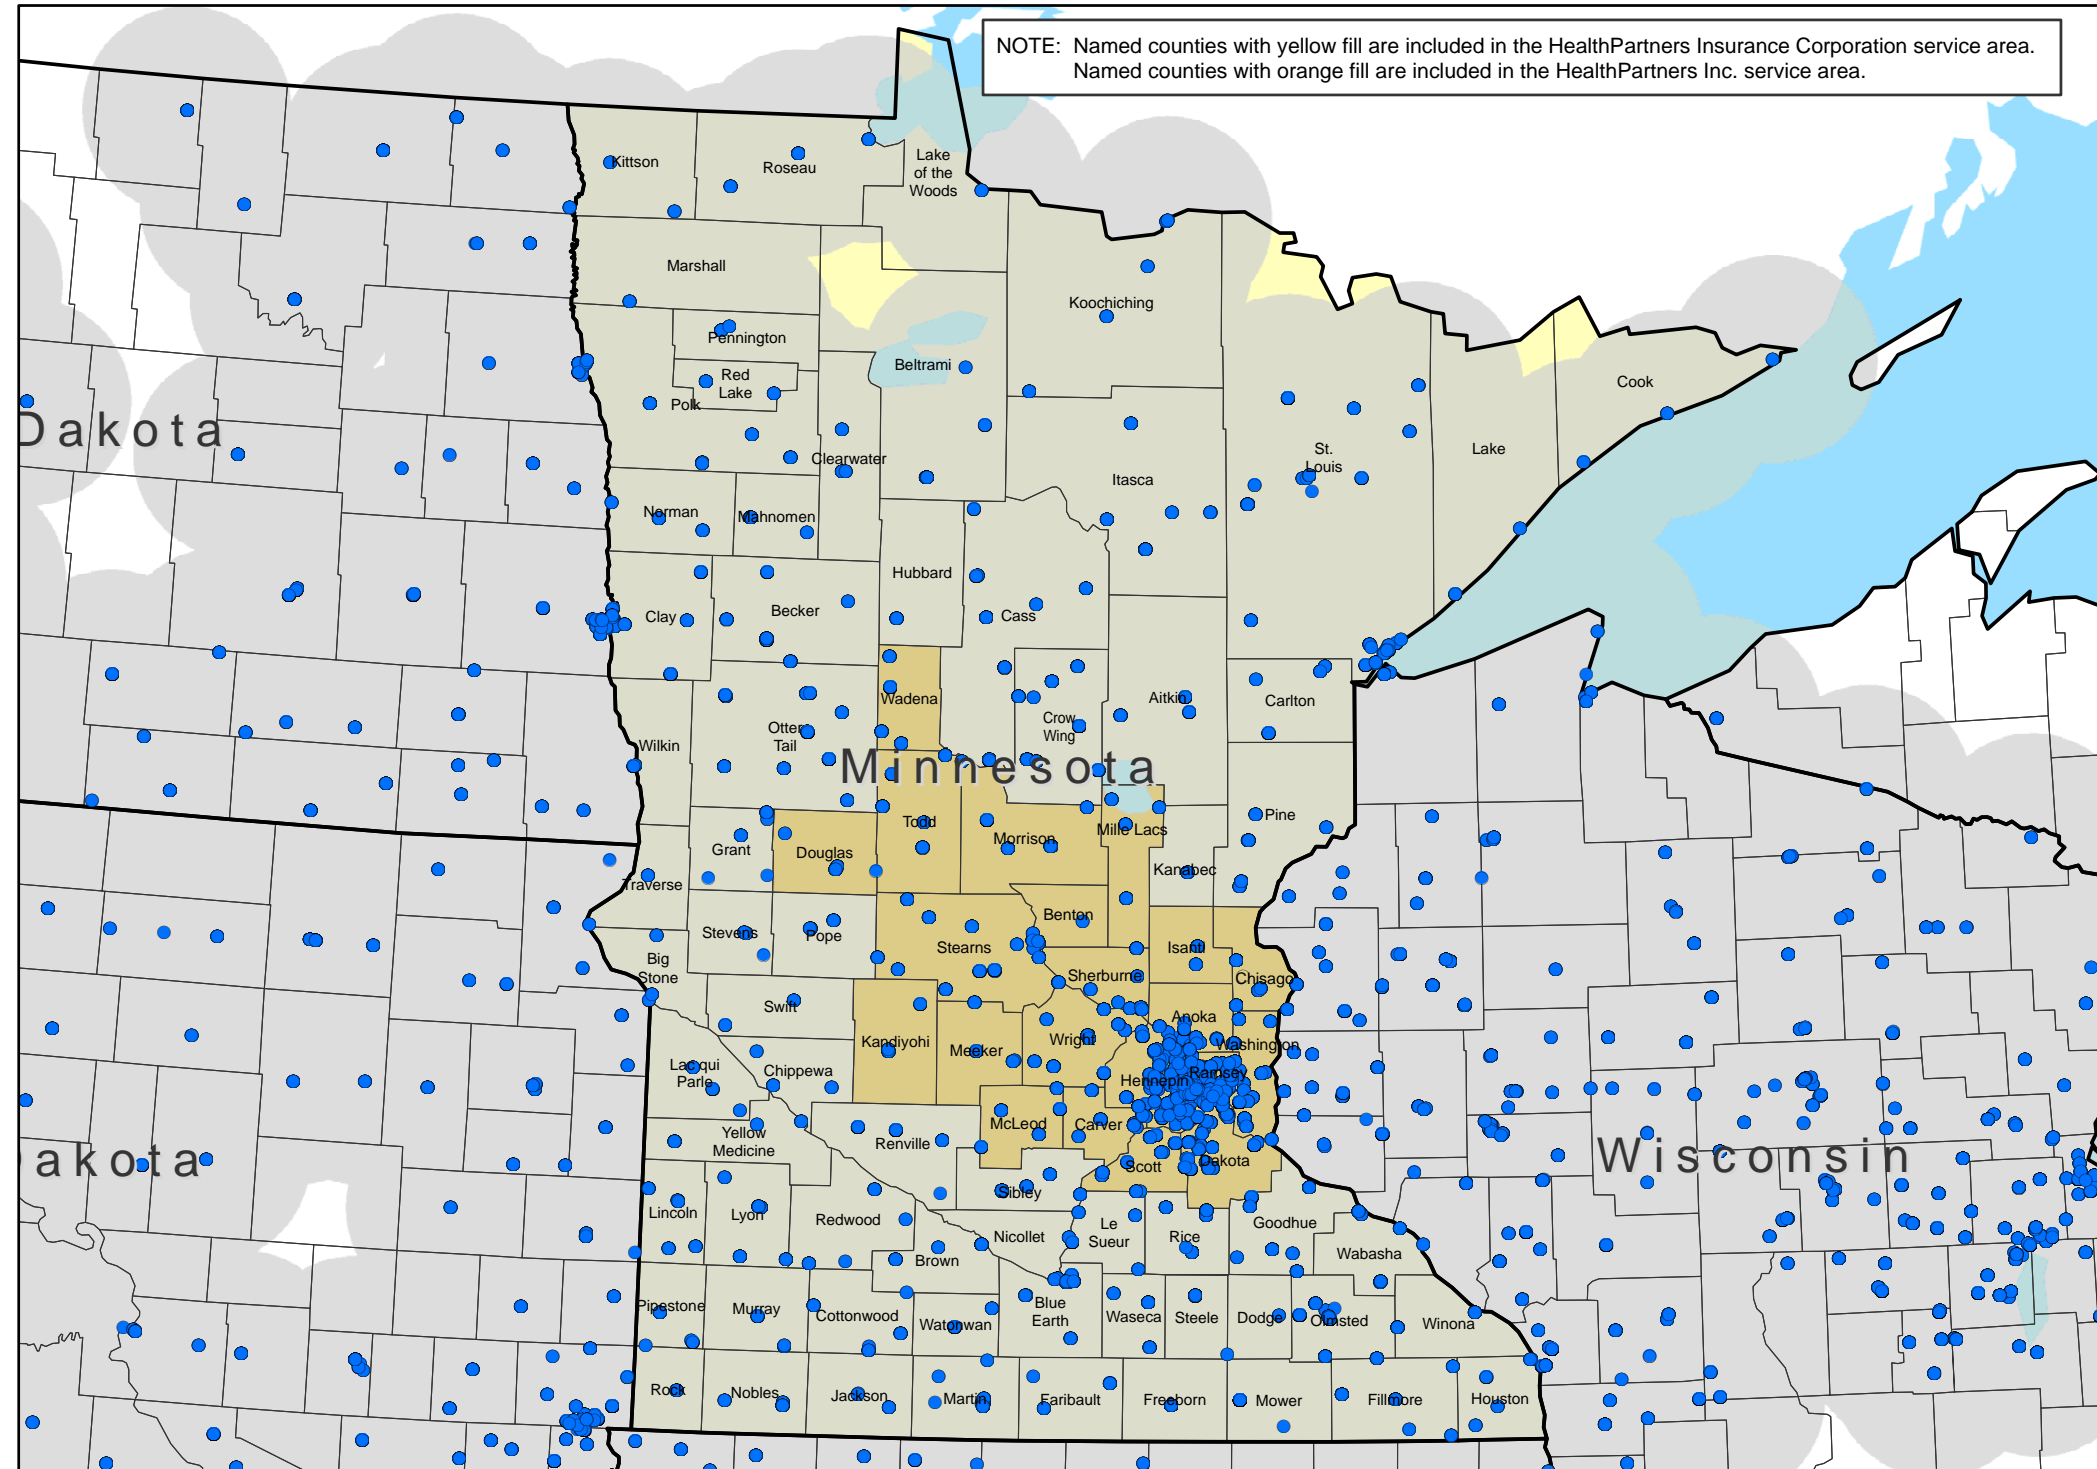 NOTE: Named counties with yellow fill are included in the HealthPartners Insurance Corporation service area.
Named counties with orange fill are included in the HealthPartners Inc. service area.
Kittson
Roseau
Lake
of the
Woods
Marshall
Koochiching
Pennington
Beltrami
Red
Lake
Polk
Cook
Dakota
Clearwater
St.
Louis
Lake
Itasca
Norman
Mahnomen
Hubbard
Clay
Becker
Cass
Wadena
Aitkin
Carlton
Otter
Tail
Crow
Wing
Wilkin
Minnesota
Pine
Todd
Morrison
Mille Lacs
Grant
Douglas
Kanabec
Traverse
Benton
Stevens
Pope
Stearns
Isanti
Big
Stone
Sherburne
Chisago
Swift
Anoka
Kandiyohi
Meeker
Wright
Washington
Lac qui
Parle
Chippewa
Hennepin
Ramsey
McLeod
Carver
Yellow
Medicine
Renville
Dakota
Wisconsin
Scott
Dakota
Sibley
Lincoln
Lyon
Redwood
Nicollet
Le
Sueur
Rice
Goodhue
Brown
Wabasha
Pipestone
Murray
Cottonwood
Watonwan
Blue
Earth
Waseca
Steele
Dodge
Olmsted
Winona
Rock
Nobles
Jackson
Martin
Faribault
Freeborn
Mower
Fillmore
Houston